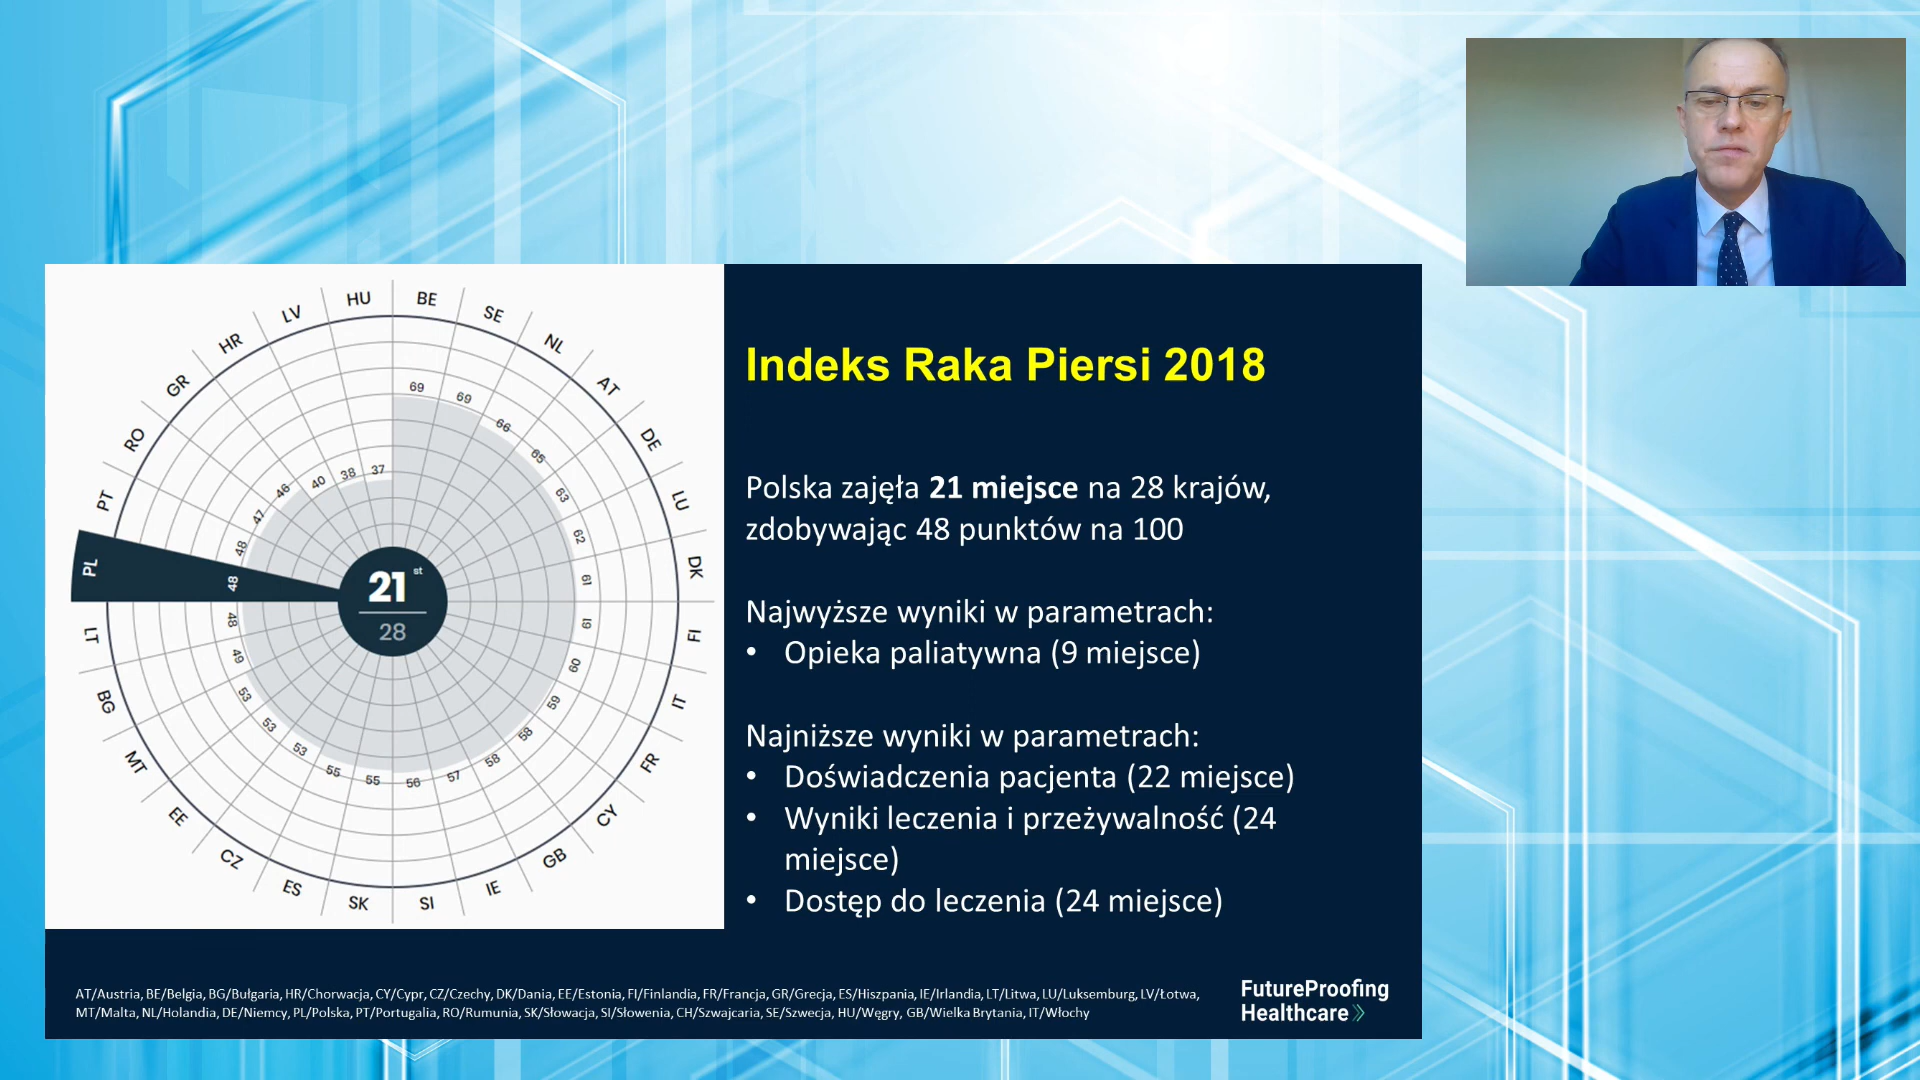 HU
BE
SE
NL
AT
DE
LU
DK
FI
IT
FR
CY
GB
IE
SI
SK
ES
CZ
EE
MT
BG
LT
PL
PT
RO
GR
HR
LV
69
69
66
65
63
62
61
61
60
59
58
58
57
56
55
55
53
53
53
49
48
48
48
47
46
40
38
37
21 st
28
Indeks Raka Piersi 2018
Polska zajęła 21 miejsce na 28 krajów,
zdobywając 48 punktów na 100
Najwyższe wyniki w parametrach:
• Opieka paliatywna (9 miejsce)
Najniższe wyniki w parametrach:
• Doświadczenia pacjenta (22 miejsce)
• Wyniki leczenia i przeżywalność (24
miejsce)
• Dostęp do leczenia (24 miejsce)
AT/Austria, BE/Belgia, BG/Bułgaria, HR/Chorwacja, CY/Cypr, CZ/Czechy, DK/Dania, EE/Estonia, FI/Finlandia, FR/Francja, GR/Grecja, ES/Hiszpania, IE/Irlandia, LT/Litwa, LU/Luksemburg, LV/Łotwa,
MT/Malta, NL/Holandia, DE/Niemcy, PL/Polska, PT/Portugalia, RO/Rumunia, SK/Słowacja, SI/Słowenia, CH/Szwajcaria, SE/Szwecja, HU/Węgry, GB/Wielka Brytania, IT/Włochy
FutureProofing
Healthcare